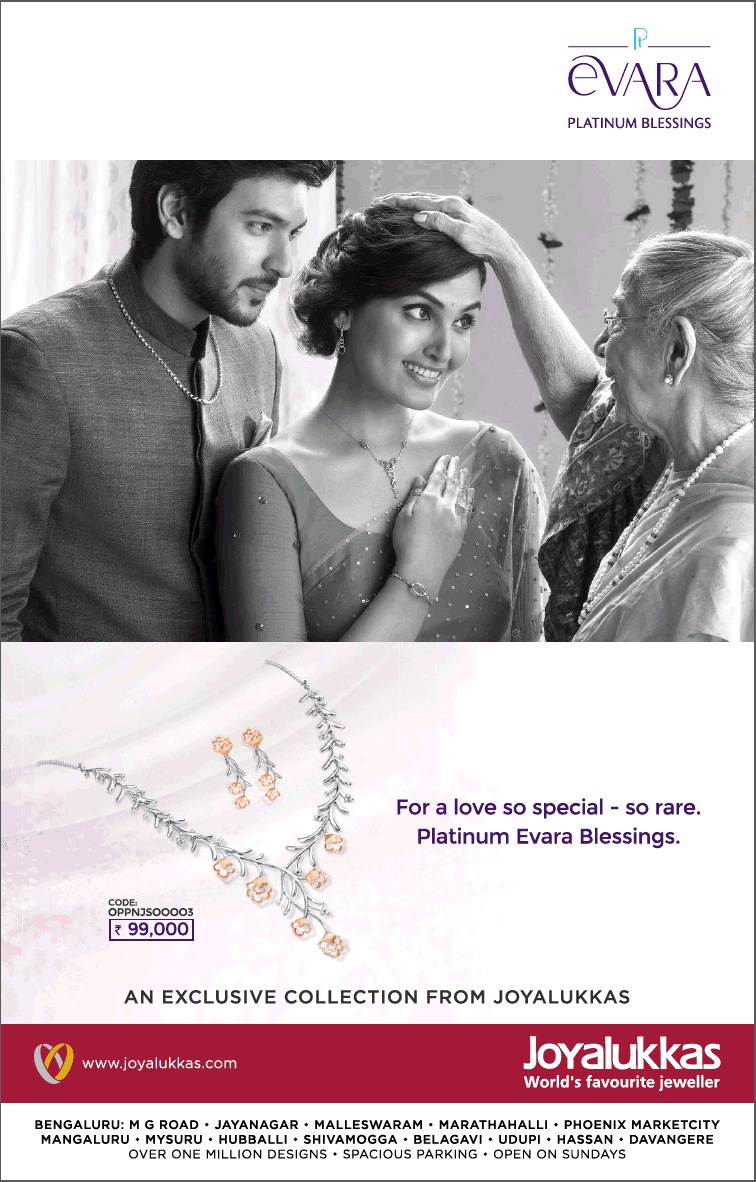 Pt
evara
PLATINUM BLESSINGS
For a love so special - so rare.
Platinum Evara Blessings.
CODE:
OPPNJS00003
₹ 99,000
AN EXCLUSIVE COLLECTION FROM JOYALUKKAS
www.joyalukkas.com
Joyalukkas
World's favourite jeweller
BENGALURU: M G ROAD • JAYANAGAR • MALLESWARAM • MARATHAHALLI • PHOENIX MARKETCITY
MANGALURU • MYSURU • HUBBALLI • SHIVAMOGGA • BELAGAVI • UDUPI • HASSAN • DAVANGERE
OVER ONE MILLION DESIGNS • SPACIOUS PARKING • OPEN ON SUNDAYS